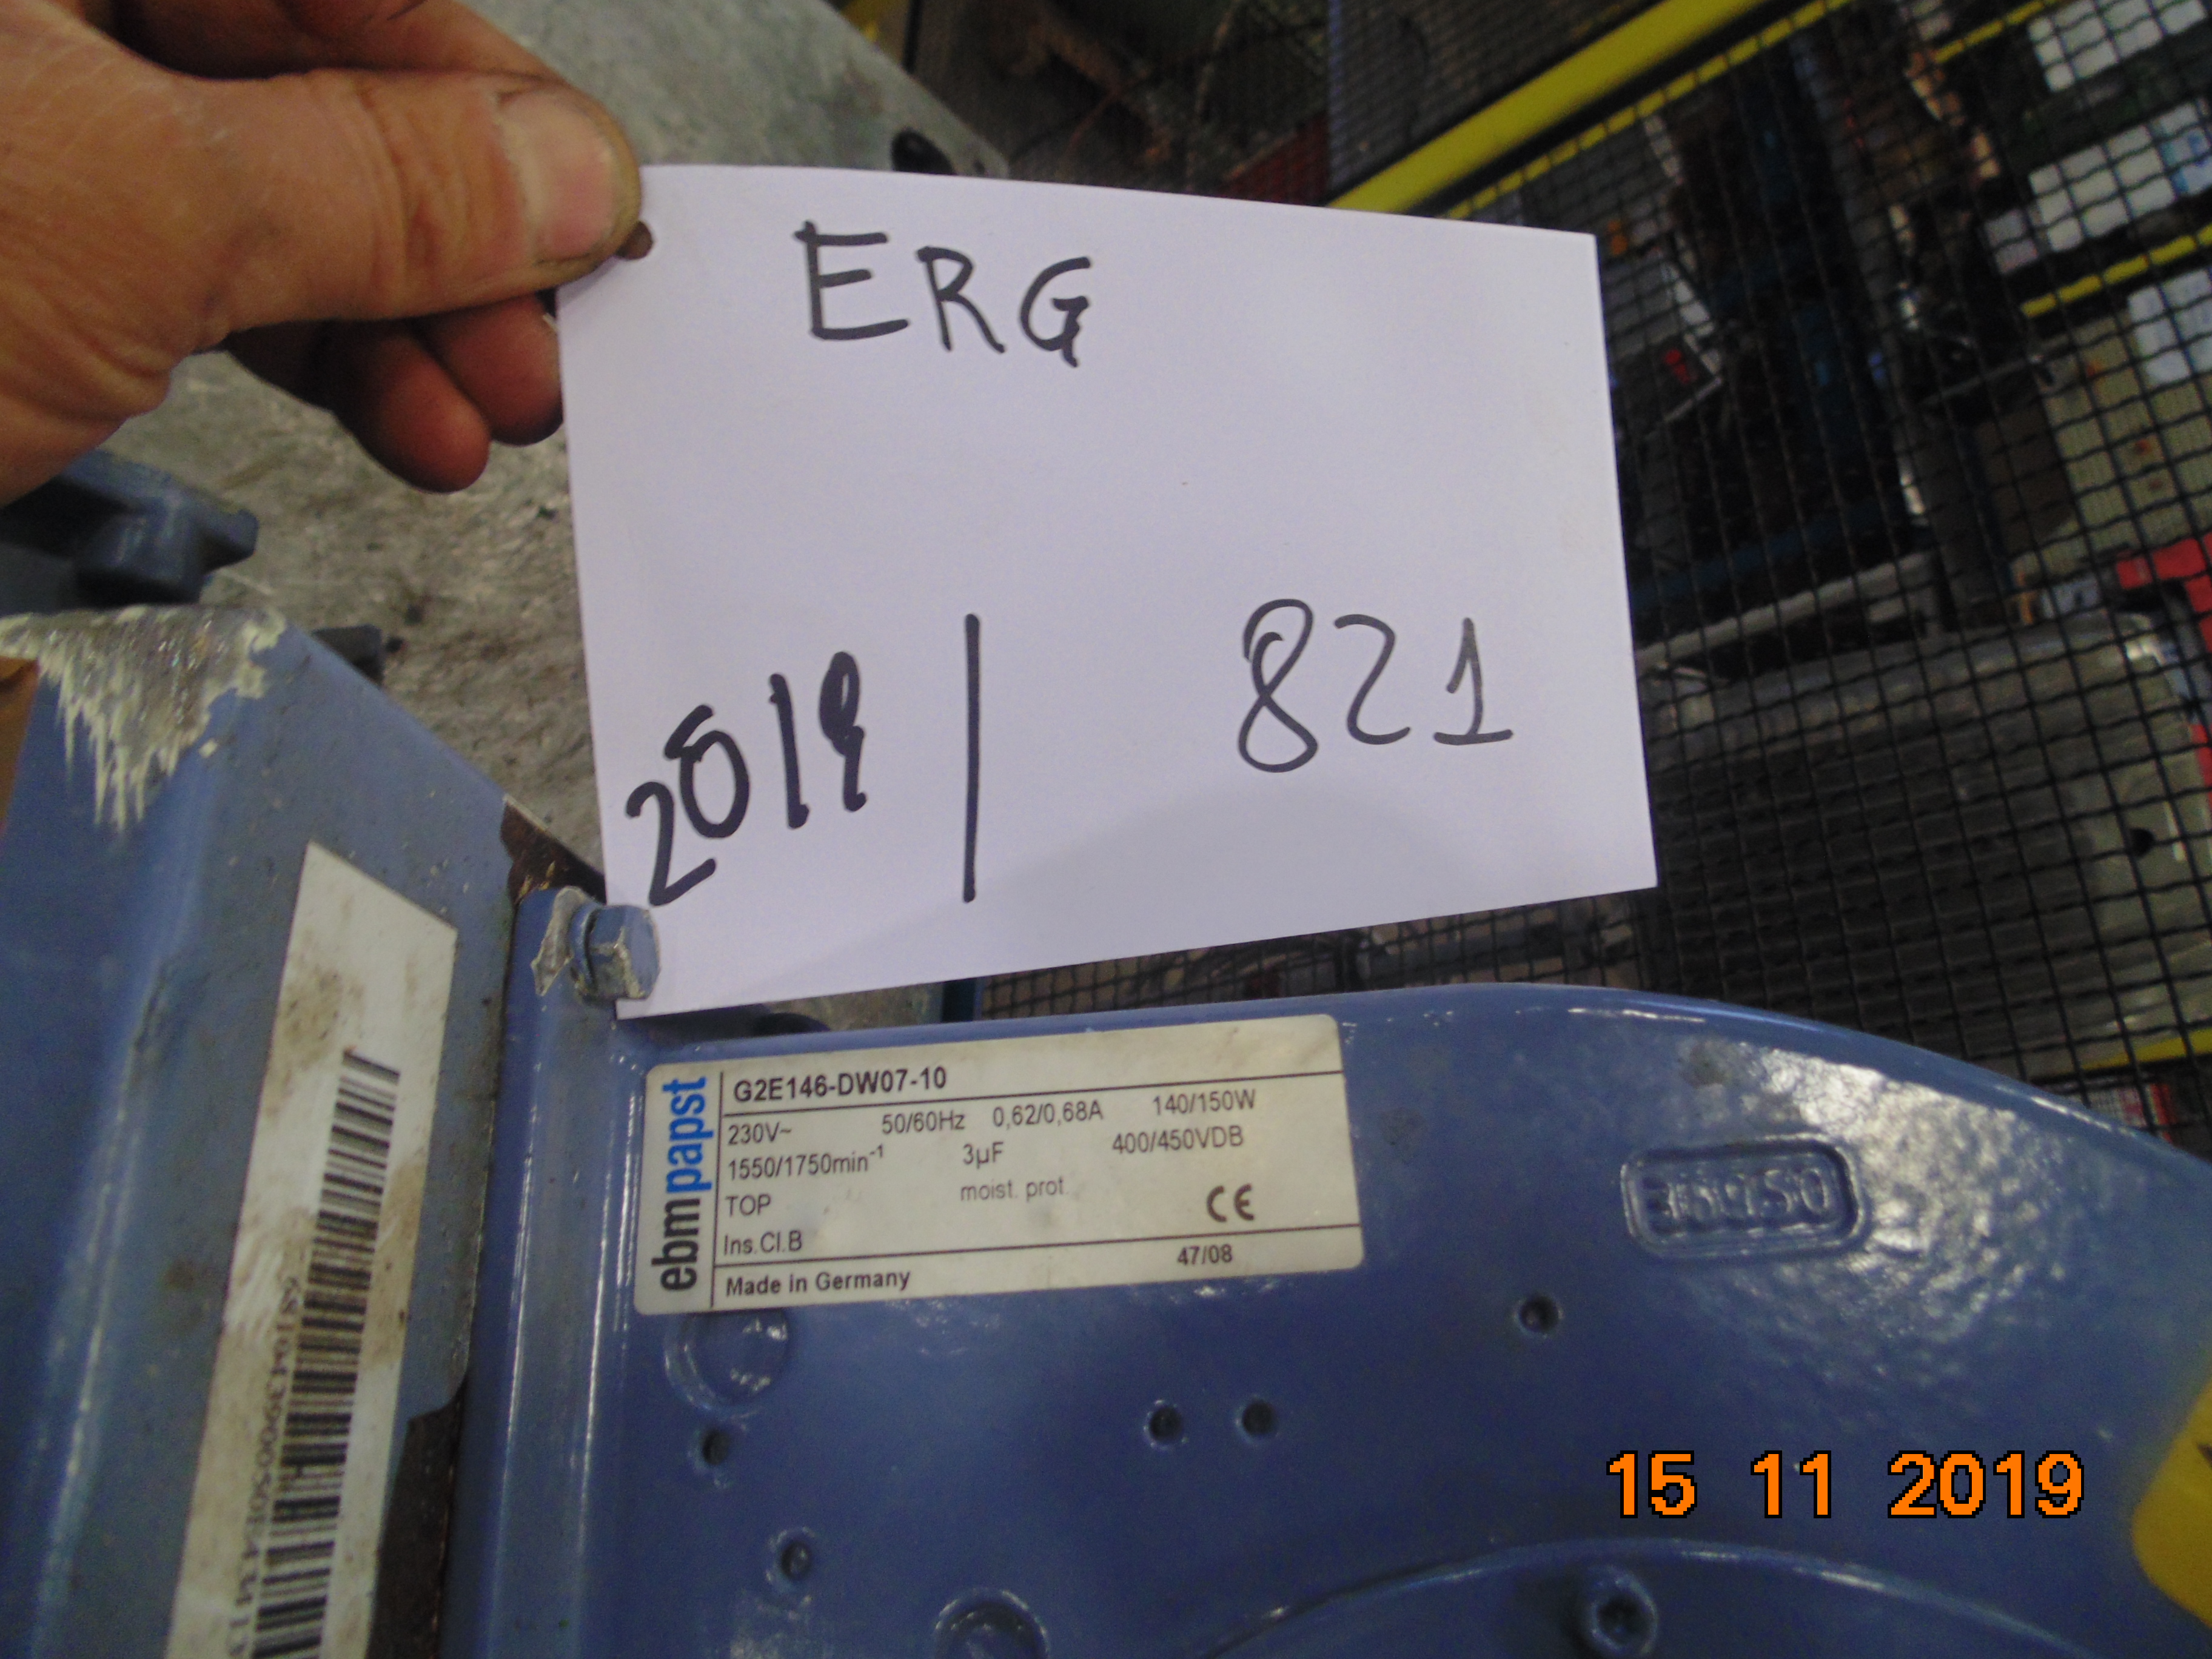 ERG
2019 / 821
ebmpapst
G2E146-DW07-10
230V~ 50/60Hz 0,62/0,68A 140/150W
1550/1750min-1 3µF 400/450VDB
TOP moist. prot.
Ins.Cl.B CE
Made in Germany 47/08
15 11 2019